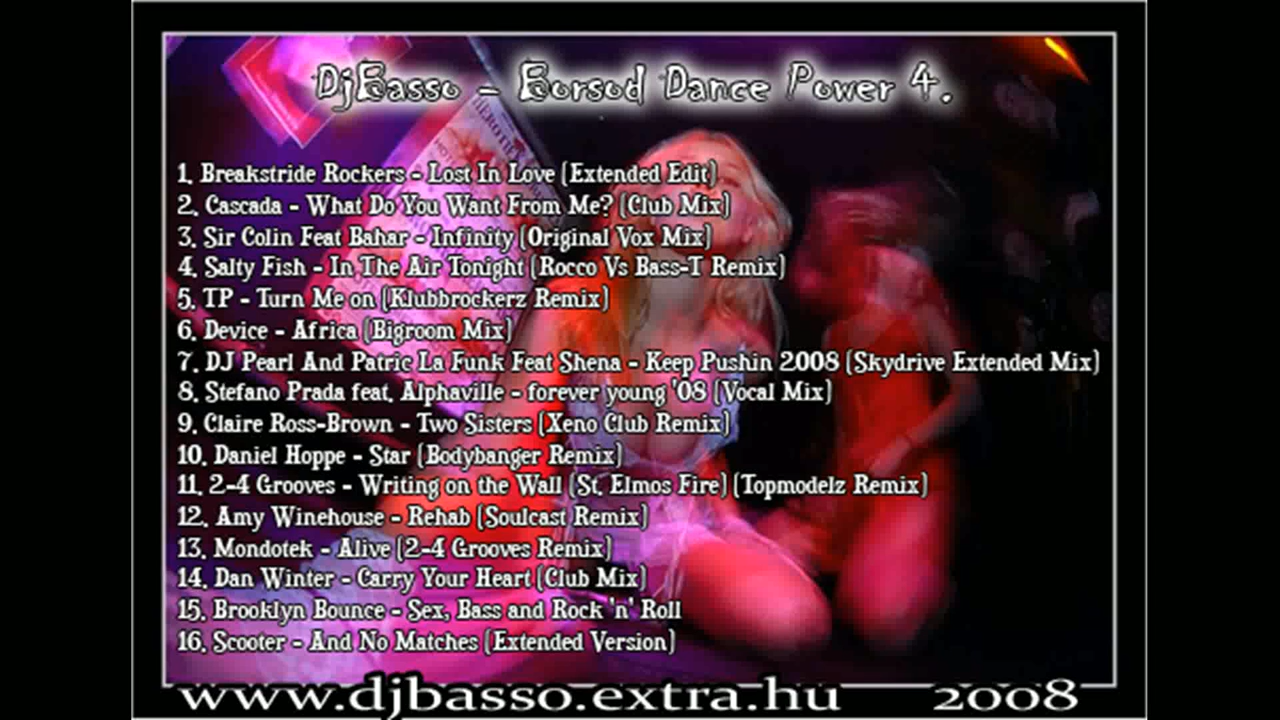 DjBasso - Borsod Dance Power 4.
1. Breakstride Rockers - Lost In Love (Extended Edit)
2. Cascada - What Do You Want From Me? (Club Mix)
3. Sir Colin Feat Bahar - Infinity (Original Vox Mix)
4. Salty Fish - In The Air Tonight (Rocco Vs Bass-T Remix)
5. TP - Turn Me on (Klubbrockerz Remix)
6. Device - Africa (Bigroom Mix)
7. DJ Pearl And Patric La Funk Feat Shena - Keep Pushin 2008 (Skydrive Extended Mix)
8. Stefano Prada feat. Alphaville - forever young '08 (Vocal Mix)
9. Claire Ross-Brown - Two Sisters (Xeno Club Remix)
10. Daniel Hoppe - Star (Bodybanger Remix)
11. 2-4 Grooves - Writing on the Wall (St. Elmos Fire) (Topmodelz Remix)
12. Amy Winehouse - Rehab (Soulcast Remix)
13. Mondotek - Alive (2-4 Grooves Remix)
14. Dan Winter - Carry Your Heart (Club Mix)
15. Brooklyn Bounce - Sex, Bass and Rock 'n' Roll
16. Scooter - And No Matches (Extended Version)
www.djbasso.extra.hu 2008